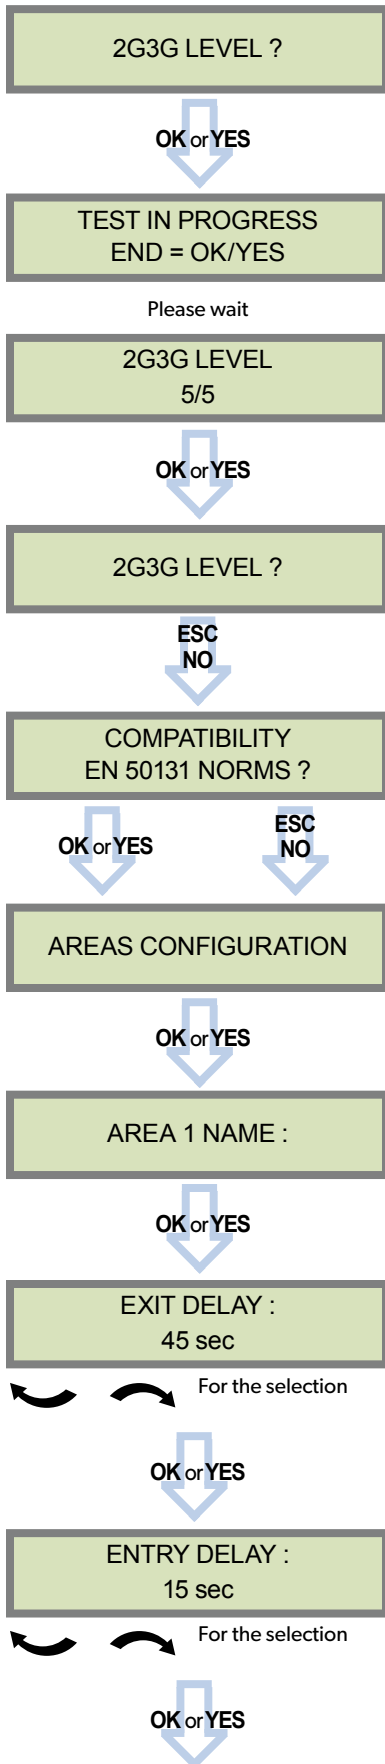 2G3G LEVEL ?
OK or YES
TEST IN PROGRESS
END = OK/YES
Please wait
2G3G LEVEL
5/5
OK or YES
2G3G LEVEL ?
ESC
NO
COMPATIBILITY
EN 50131 NORMS ?
OK or YES
ESC
NO
AREAS CONFIGURATION
OK or YES
AREA 1 NAME :
OK or YES
EXIT DELAY :
45 sec
For the selection
OK or YES
ENTRY DELAY :
15 sec
For the selection
OK or YES